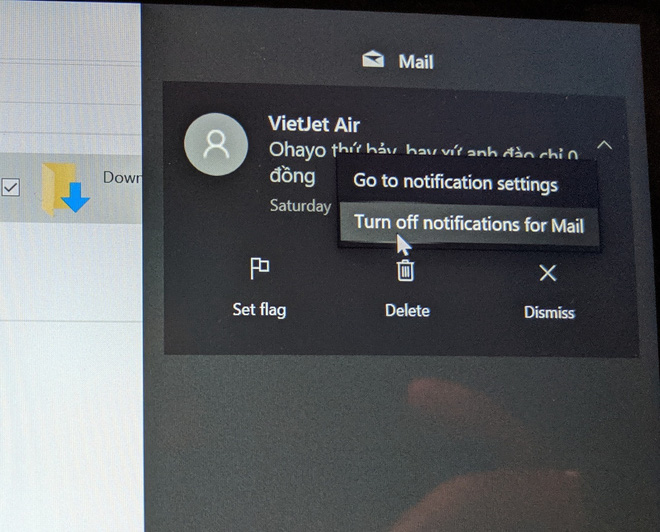 Mail
VietJet Air
Ohayo thứ bảy, bay xứ anh đào chỉ 0
đồng
Saturday
Go to notification settings
Turn off notifications for Mail
Set flag
Delete
Dismiss
Down